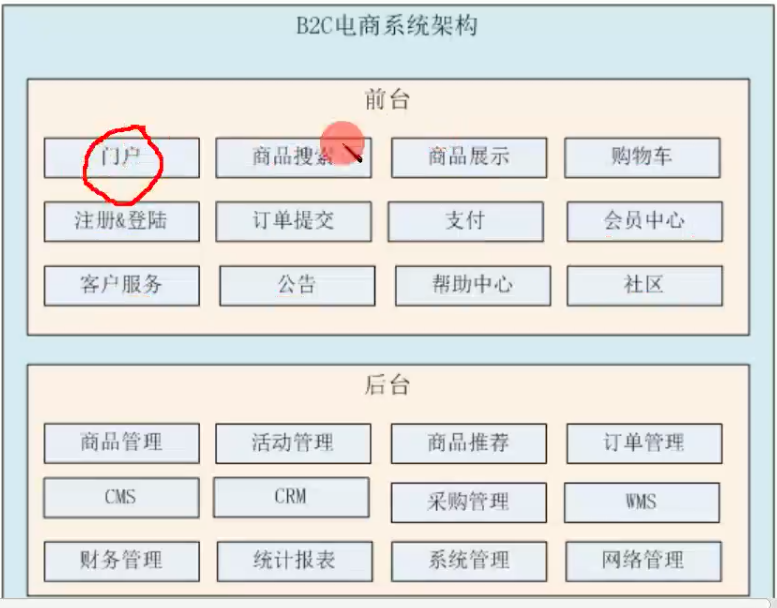 B2C电商系统架构
前台
门户 商品搜索 商品展示 购物车
注册&登陆 订单提交 支付 会员中心
客户服务 公告 帮助中心 社区
后台
商品管理 活动管理 商品推荐 订单管理
CMS CRM 采购管理 WMS
财务管理 统计报表 系统管理 网络管理